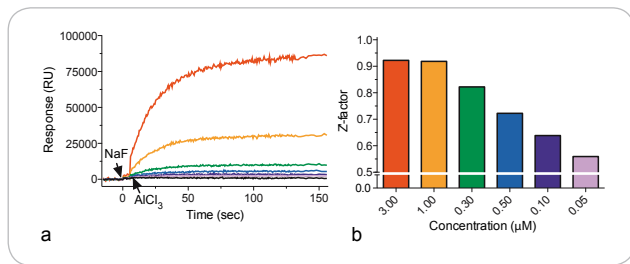 100000
75000
50000
25000
0
Response (RU)
NaF
AlCl3
0
50
100
150
Time (sec)
a
1.0
0.9
0.8
0.7
0.6
0.5
0.0
Z-factor
3.00
1.00
0.30
0.50
0.10
0.05
Concentration (µM)
b